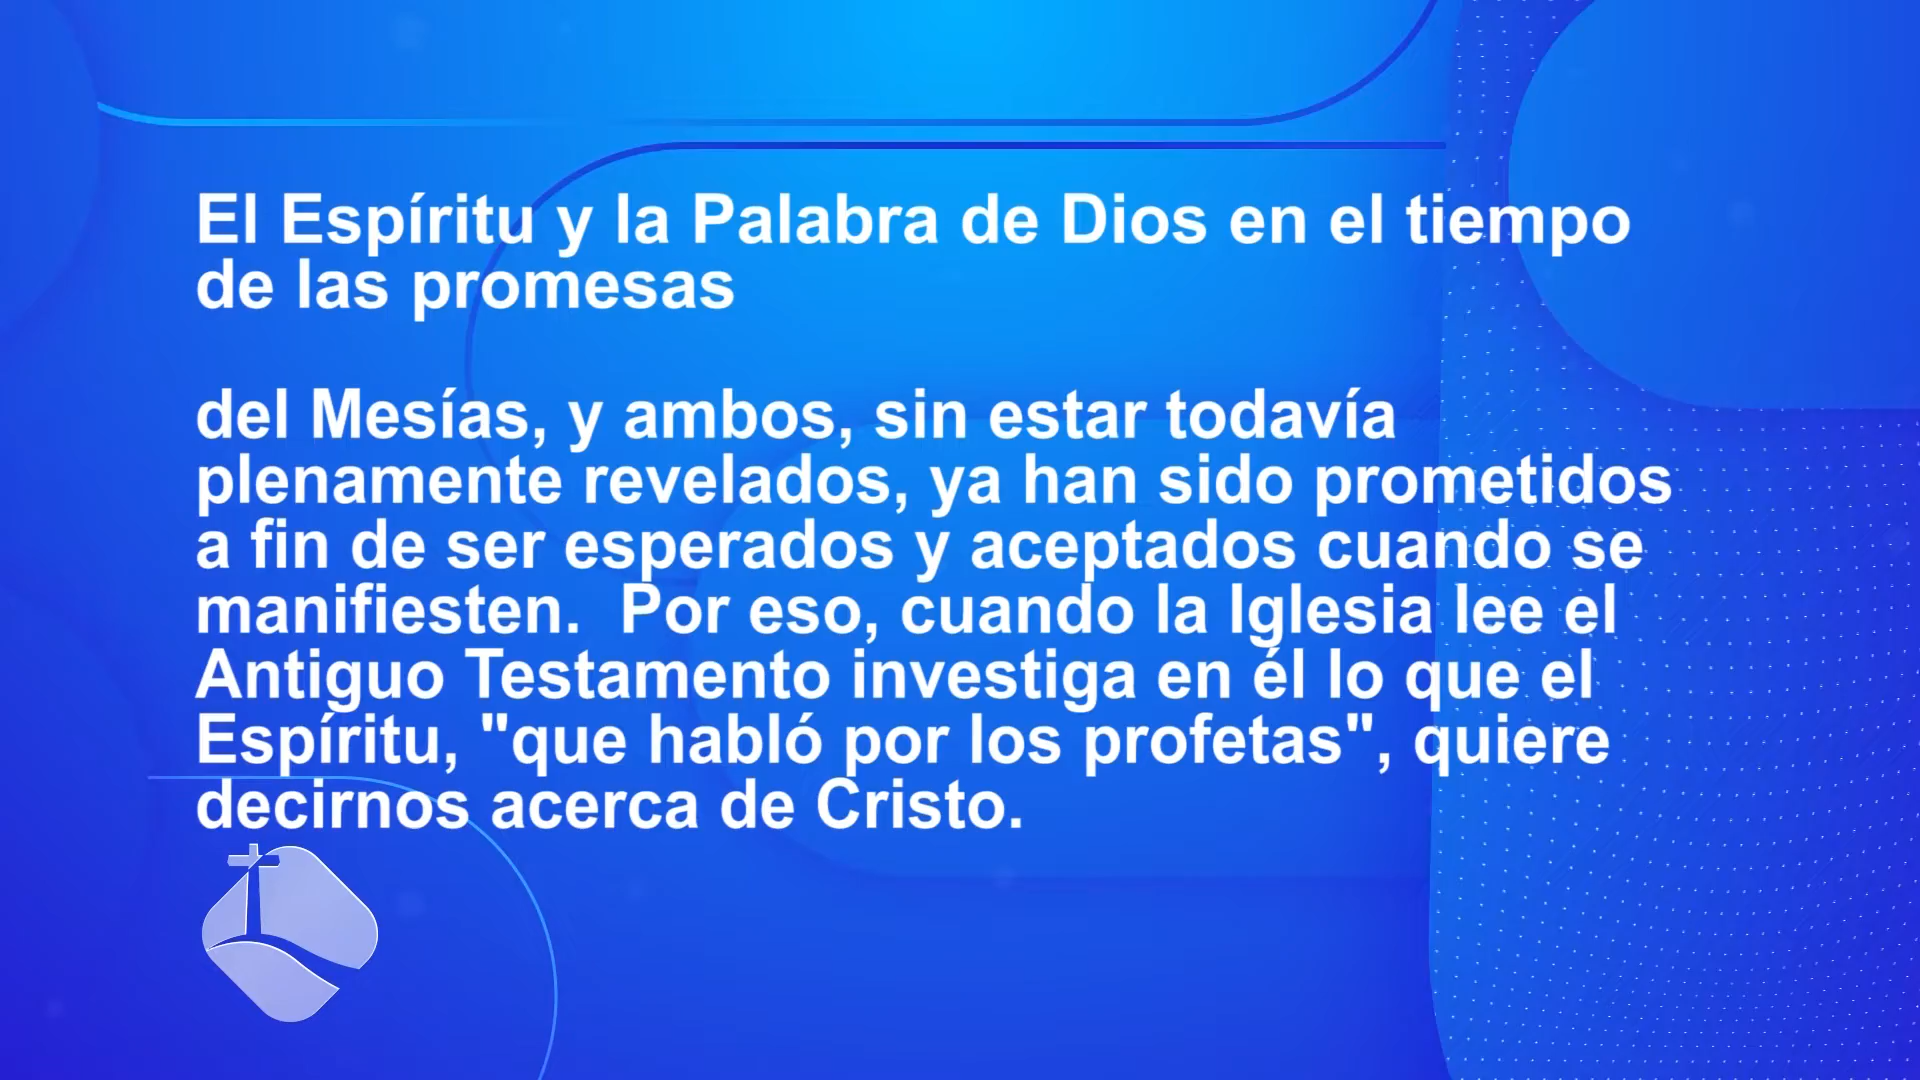 El Espíritu y la Palabra de Dios en el tiempo
de las promesas
del Mesías, y ambos, sin estar todavía
plenamente revelados, ya han sido prometidos
a fin de ser esperados y aceptados cuando se
manifiesten.  Por eso, cuando la Iglesia lee el
Antiguo Testamento investiga en él lo que el
Espíritu, "que habló por los profetas", quiere
decirnos acerca de Cristo.